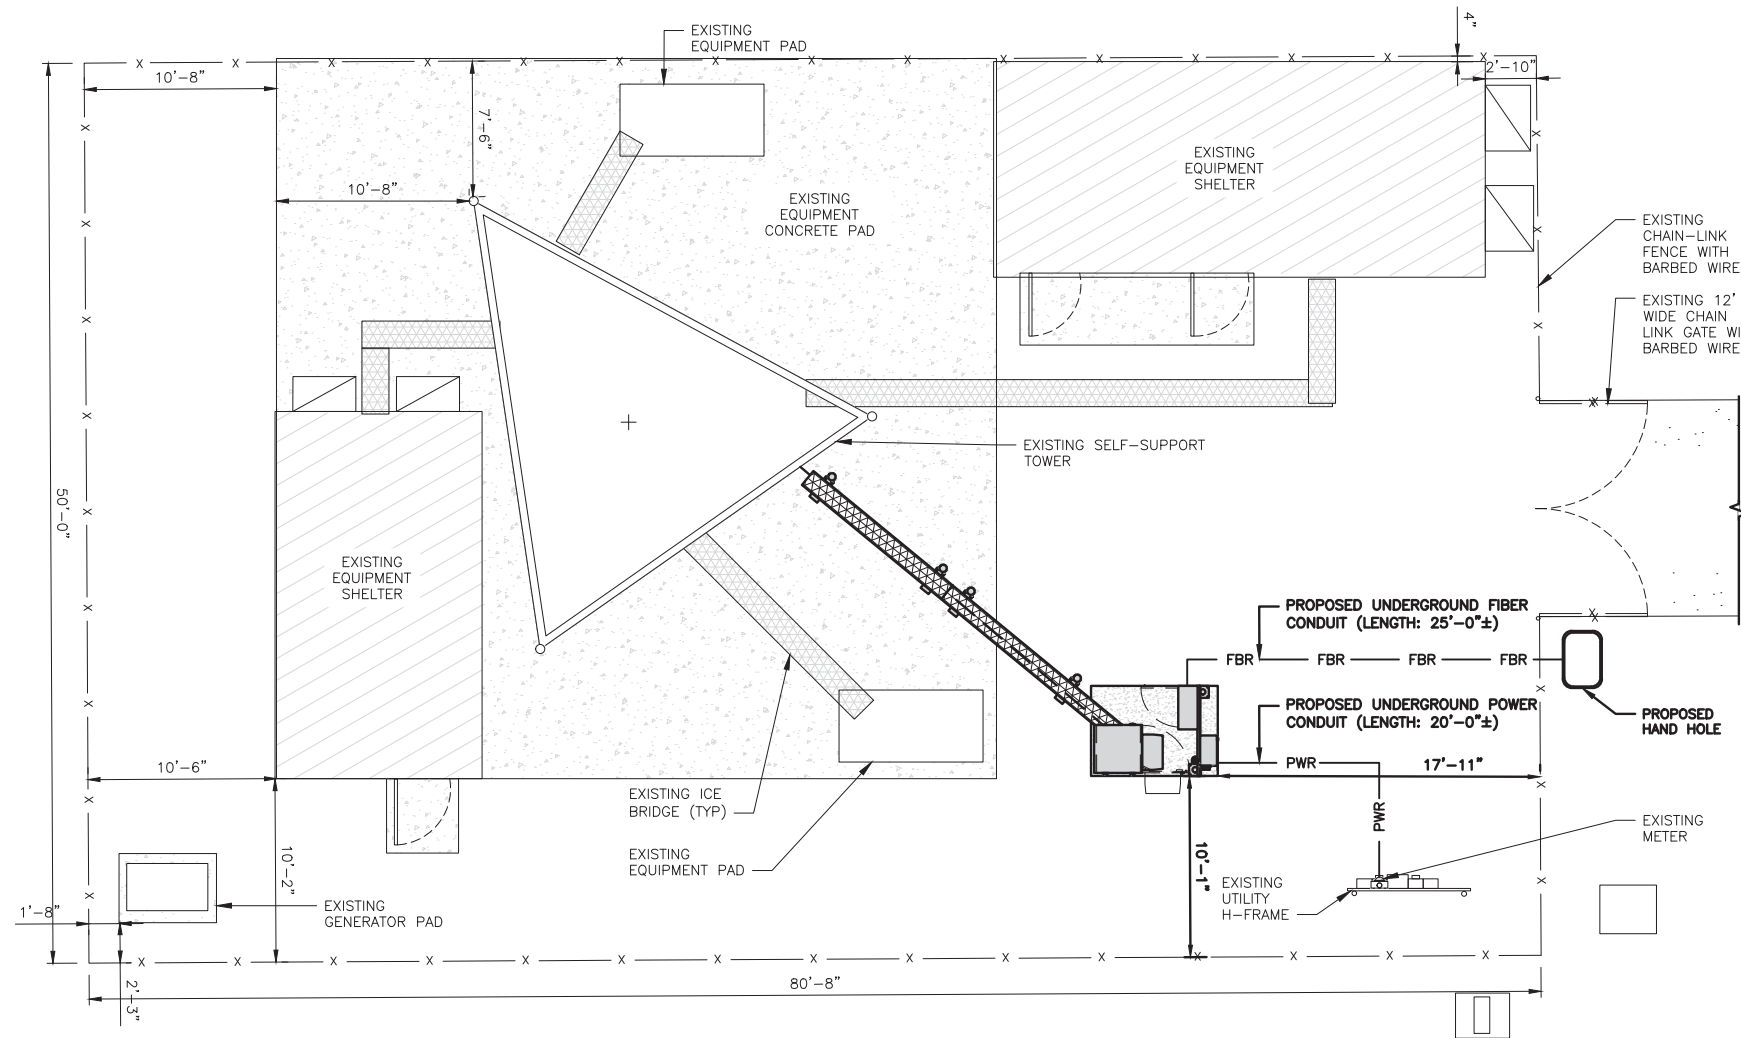 EXISTING
EQUIPMENT PAD
4"
10'-8"
2'-10"
7'-6"
EXISTING
EQUIPMENT
SHELTER
10'-8"
EXISTING
EQUIPMENT
CONCRETE PAD
EXISTING
CHAIN-LINK
FENCE WITH
BARBED WIRE
EXISTING 12'
WIDE CHAIN
LINK GATE WI
BARBED WIRE
EXISTING SELF-SUPPORT
TOWER
50'-0"
EXISTING
EQUIPMENT
SHELTER
PROPOSED UNDERGROUND FIBER
CONDUIT (LENGTH: 25'-0"±)
FBR FBR FBR FBR
PROPOSED UNDERGROUND POWER
CONDUIT (LENGTH: 20'-0"±)
PROPOSED
HAND HOLE
PWR
17'-11"
10'-6"
EXISTING ICE
BRIDGE (TYP)
PWR
EXISTING
METER
10'-2"
EXISTING
EQUIPMENT PAD
10'-1"
EXISTING
UTILITY
H-FRAME
1'-8"
EXISTING
GENERATOR PAD
80'-8"
2'-3"